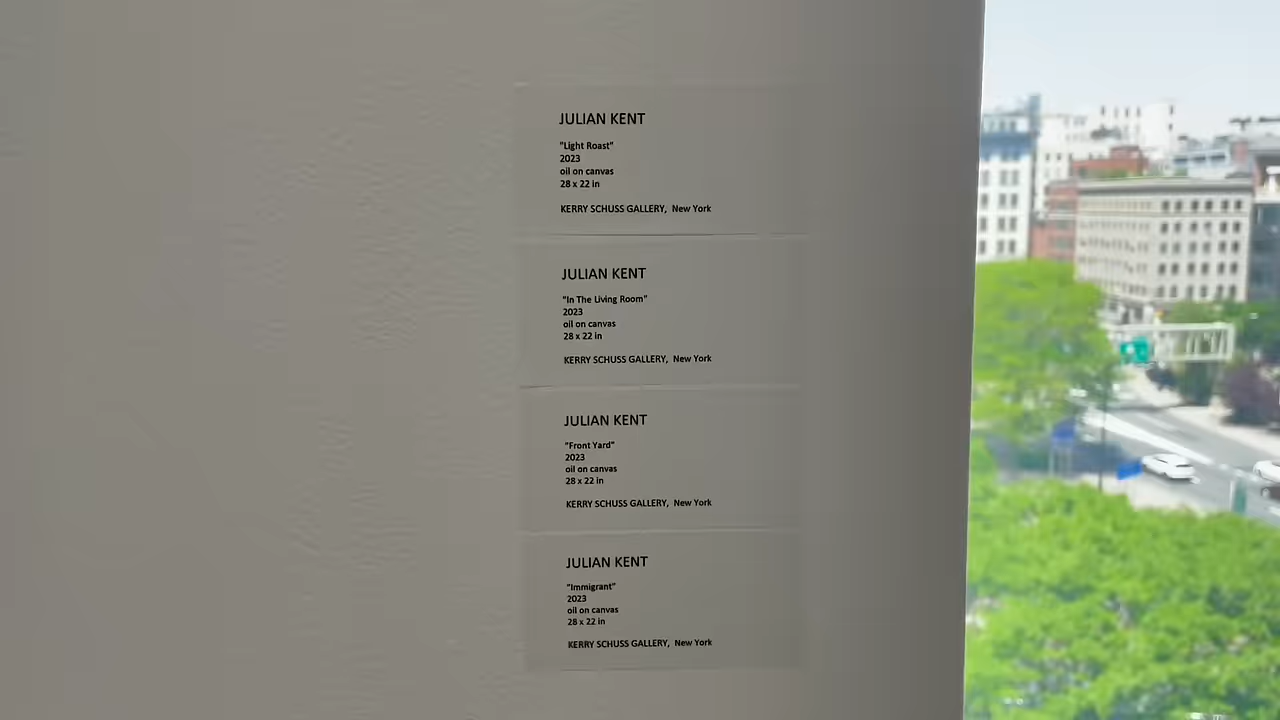 JULIAN KENT
"Light Roast"
2023
oil on canvas
28 x 22 in
KERRY SCHUSS GALLERY, New York
JULIAN KENT
"In The Living Room"
2023
oil on canvas
28 x 22 in
KERRY SCHUSS GALLERY, New York
JULIAN KENT
"Front Yard"
2023
oil on canvas
28 x 22 in
KERRY SCHUSS GALLERY, New York
JULIAN KENT
"Immigrant"
2023
oil on canvas
28 x 22 in
KERRY SCHUSS GALLERY, New York